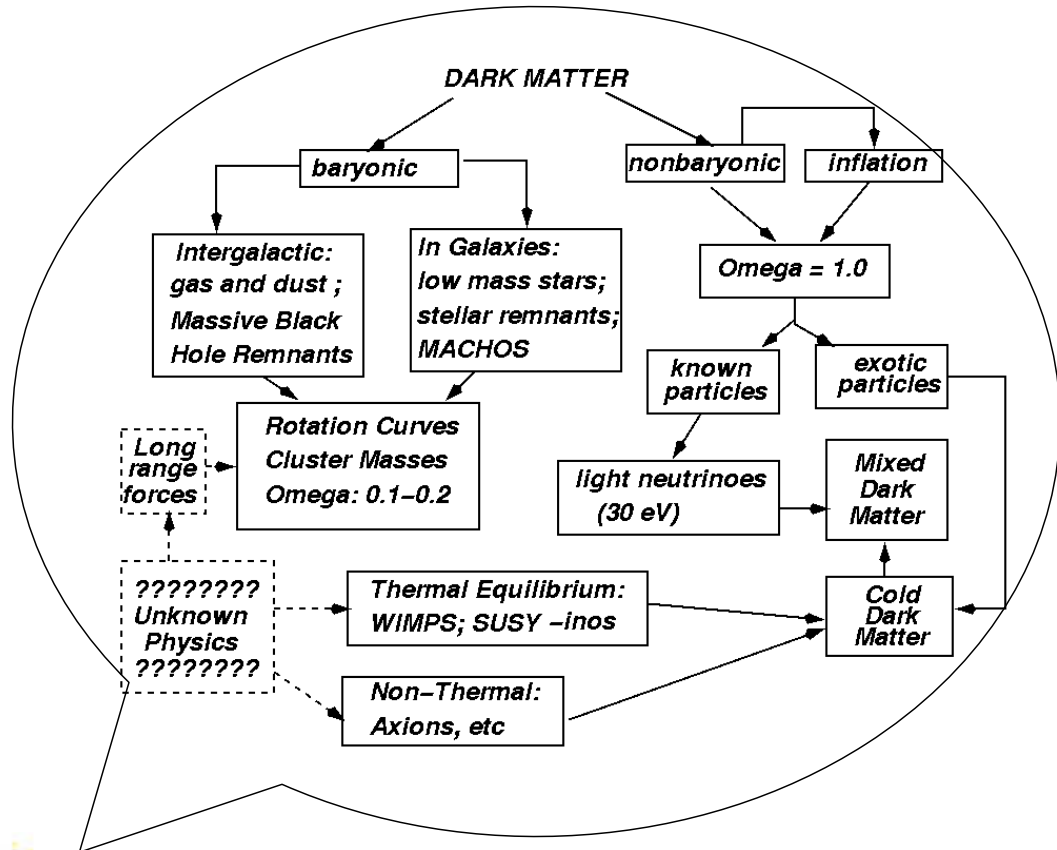 DARK MATTER
baryonic
nonbaryonic
inflation
Intergalactic:
gas and dust ;
Massive Black
Hole Remnants
In Galaxies:
low mass stars;
stellar remnants;
MACHOS
Omega = 1.0
known
particles
exotic
particles
Rotation Curves
Cluster Masses
Omega: 0.1–0.2
Long
range
forces
light neutrinoes
(30 eV)
Mixed
Dark
Matter
????????
Unknown
Physics
????????
Thermal Equilibrium:
WIMPS; SUSY –inos
Cold
Dark
Matter
Non–Thermal:
Axions, etc